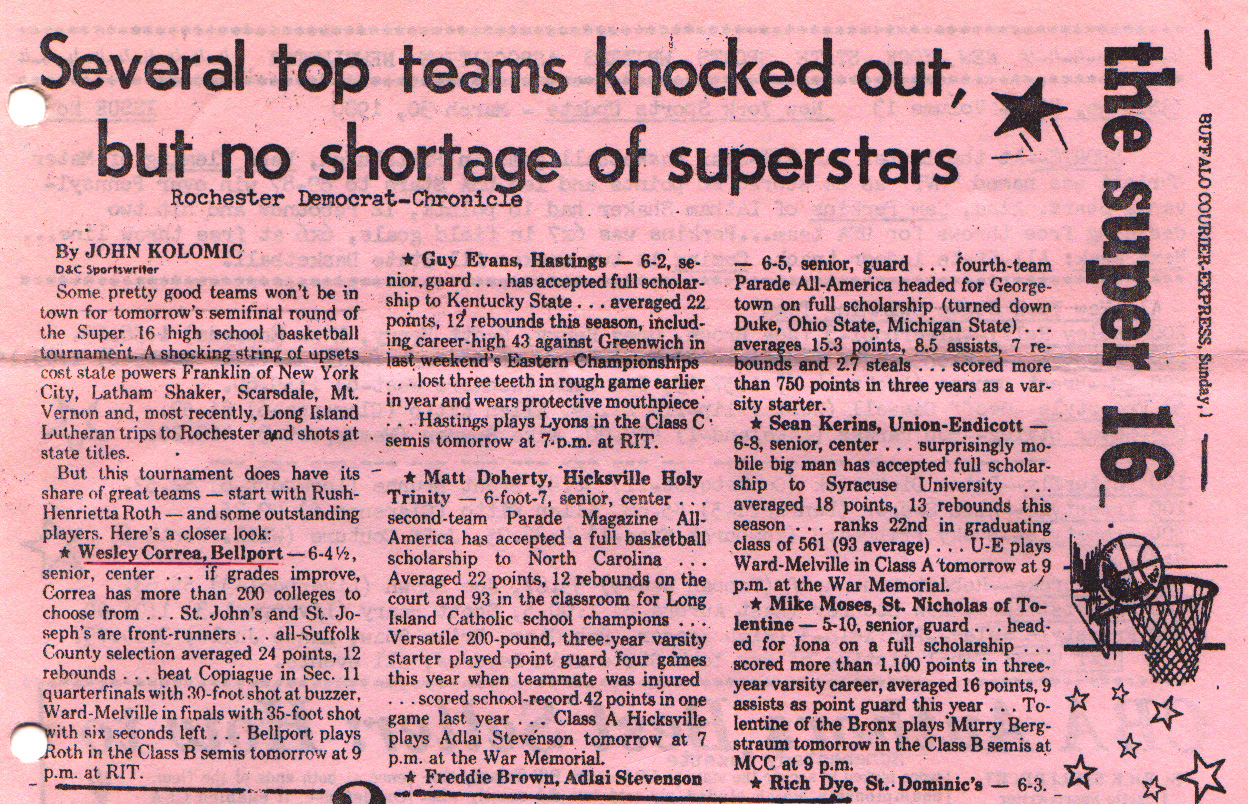 Several top teams knocked out,
but no shortage of superstars
Rochester Democrat-Chronicle
By JOHN KOLOMIC
D&C Sportswriter
Some pretty good teams won't be in
town for tomorrow's semifinal round of
the Super 16 high school basketball
tournament. A shocking string of upsets
cost state powers Franklin of New York
City, Latham Shaker, Scarsdale, Mt.
Vernon and, most recently, Long Island
Lutheran trips to Rochester and shots at
state titles.
But this tournament does have its
share of great teams — start with Rush-
Henrietta Roth — and some outstanding
players. Here's a closer look:
★ Wesley Correa, Bellport — 6-4½,
senior, center ... if grades improve,
Correa has more than 200 colleges to
choose from ... St. John's and St. Jo-
seph's are front-runners ... all-Suffolk
County selection averaged 24 points, 12
rebounds ... beat Copiague in Sec. 11
quarterfinals with 30-foot shot at buzzer,
Ward-Melville in finals with 35-foot shot
with six seconds left ... Bellport plays
Roth in the Class B semis tomorrow at 9
p.m. at RIT.
★ Guy Evans, Hastings — 6-2, se-
nior, guard ... has accepted full scholar-
ship to Kentucky State ... averaged 22
points, 12 rebounds this season, includ-
ing career-high 43 against Greenwich in
last weekend's Eastern Championships
... lost three teeth in rough game earlier
in year and wears protective mouthpiece
... Hastings plays Lyons in the Class C
semis tomorrow at 7 p.m. at RIT.
★ Matt Doherty, Hicksville Holy
Trinity — 6-foot-7, senior, center ...
second-team Parade Magazine All-
America has accepted a full basketball
scholarship to North Carolina ...
Averaged 22 points, 12 rebounds on the
court and 93 in the classroom for Long
Island Catholic school champions ...
Versatile 200-pound, three-year varsity
starter played point guard four games
this year when teammate was injured
... scored school-record 42 points in one
game last year ... Class A Hicksville
plays Adlai Stevenson tomorrow at 7
p.m. at the War Memorial.
★ Freddie Brown, Adlai Stevenson
— 6-5, senior, guard ... fourth-team
Parade All-America headed for George-
town on full scholarship (turned down
Duke, Ohio State, Michigan State) ...
averages 15.3 points, 8.5 assists, 7 re-
bounds and 2.7 steals ... scored more
than 750 points in three years as a var-
sity starter.
★ Sean Kerins, Union-Endicott —
6-8, senior, center ... surprisingly mo-
bile big man has accepted full scholar-
ship to Syracuse University ...
averaged 18 points, 13 rebounds this
season ... ranks 22nd in graduating
class of 561 (93 average) ... U-E plays
Ward-Melville in Class A tomorrow at 9
p.m. at the War Memorial.
★ Mike Moses, St. Nicholas of To-
lentine — 5-10, senior, guard ... head-
ed for Iona on a full scholarship ...
scored more than 1,100 points in three-
year varsity career, averaged 16 points, 9
assists as point guard this year ... To-
lentine of the Bronx plays Murry Berg-
straum tomorrow in the Class B semis at
MCC at 9 p.m.
★ Rich Dye, St. Dominic's — 6-3.
the super 16
BUFFALO COURIER-EXPRESS, Sunday,